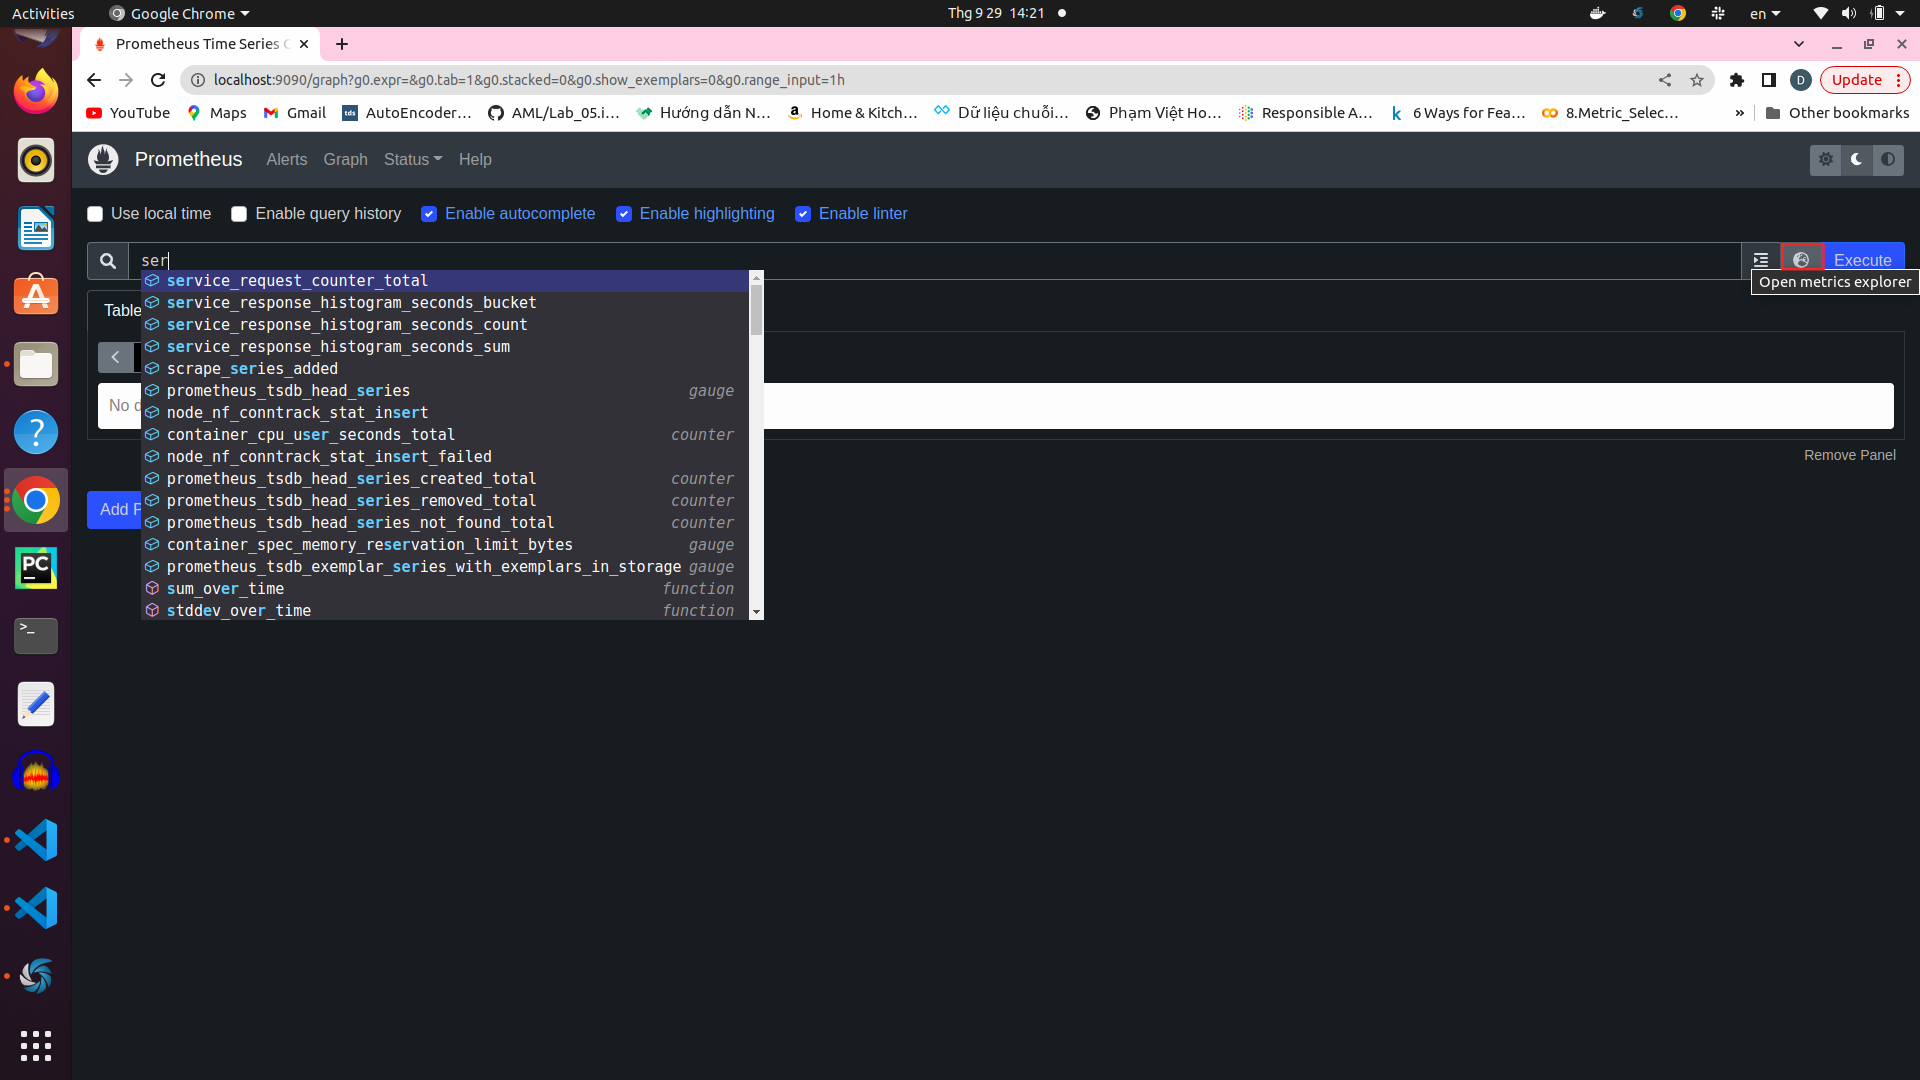 Activities Google Chrome Thg 9 29 14:21 en
Prometheus Time Series C
localhost:9090/graph?g0.expr=&g0.tab=1&g0.stacked=0&g0.show_exemplars=0&g0.range_input=1h D Update
YouTube Maps Gmail tds AutoEncoder... AML/Lab_05.i... Hướng dẫn N... Home & Kitch... Dữ liệu chuỗi... Phạm Việt Ho... Responsible A... 6 Ways for Fea... 8.Metric_Selec... » Other bookmarks
Prometheus Alerts Graph Status Help
Use local time Enable query history Enable autocomplete Enable highlighting Enable linter
ser Execute
Open metrics explorer
service_request_counter_total
service_response_histogram_seconds_bucket
Table
service_response_histogram_seconds_count
service_response_histogram_seconds_sum
scrape_series_added
prometheus_tsdb_head_series gauge
No d
node_nf_conntrack_stat_insert
container_cpu_user_seconds_total counter
node_nf_conntrack_stat_insert_failed Remove Panel
prometheus_tsdb_head_series_created_total counter
prometheus_tsdb_head_series_removed_total counter
Add P
prometheus_tsdb_head_series_not_found_total counter
container_spec_memory_reservation_limit_bytes gauge
prometheus_tsdb_exemplar_series_with_exemplars_in_storage gauge
PC
sum_over_time function
stddev_over_time function